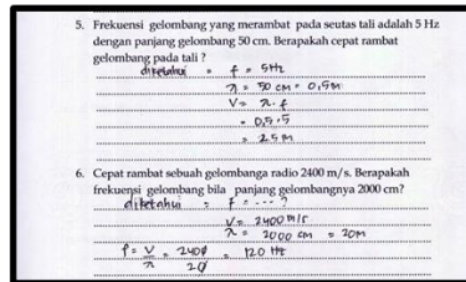 5. Frekuensi gelombang yang merambat pada seutas tali adalah 5 Hz
dengan panjang gelombang 50 cm. Berapakah cepat rambat
gelombang pada tali ?
diketahui = f = 5Hz
λ = 50 cm = 0,5m
V = λ . f
= 0,5 . 5
= 25 m
6. Cepat rambat sebuah gelombanga radio 2400 m/s. Berapakah
frekuensi gelombang bila panjang gelombangnya 2000 cm?
diketahui = f = ... ?
V = 2400 m/s
λ = 2000 cm = 20m
f = V/λ = 2400/20 = 120 Hz